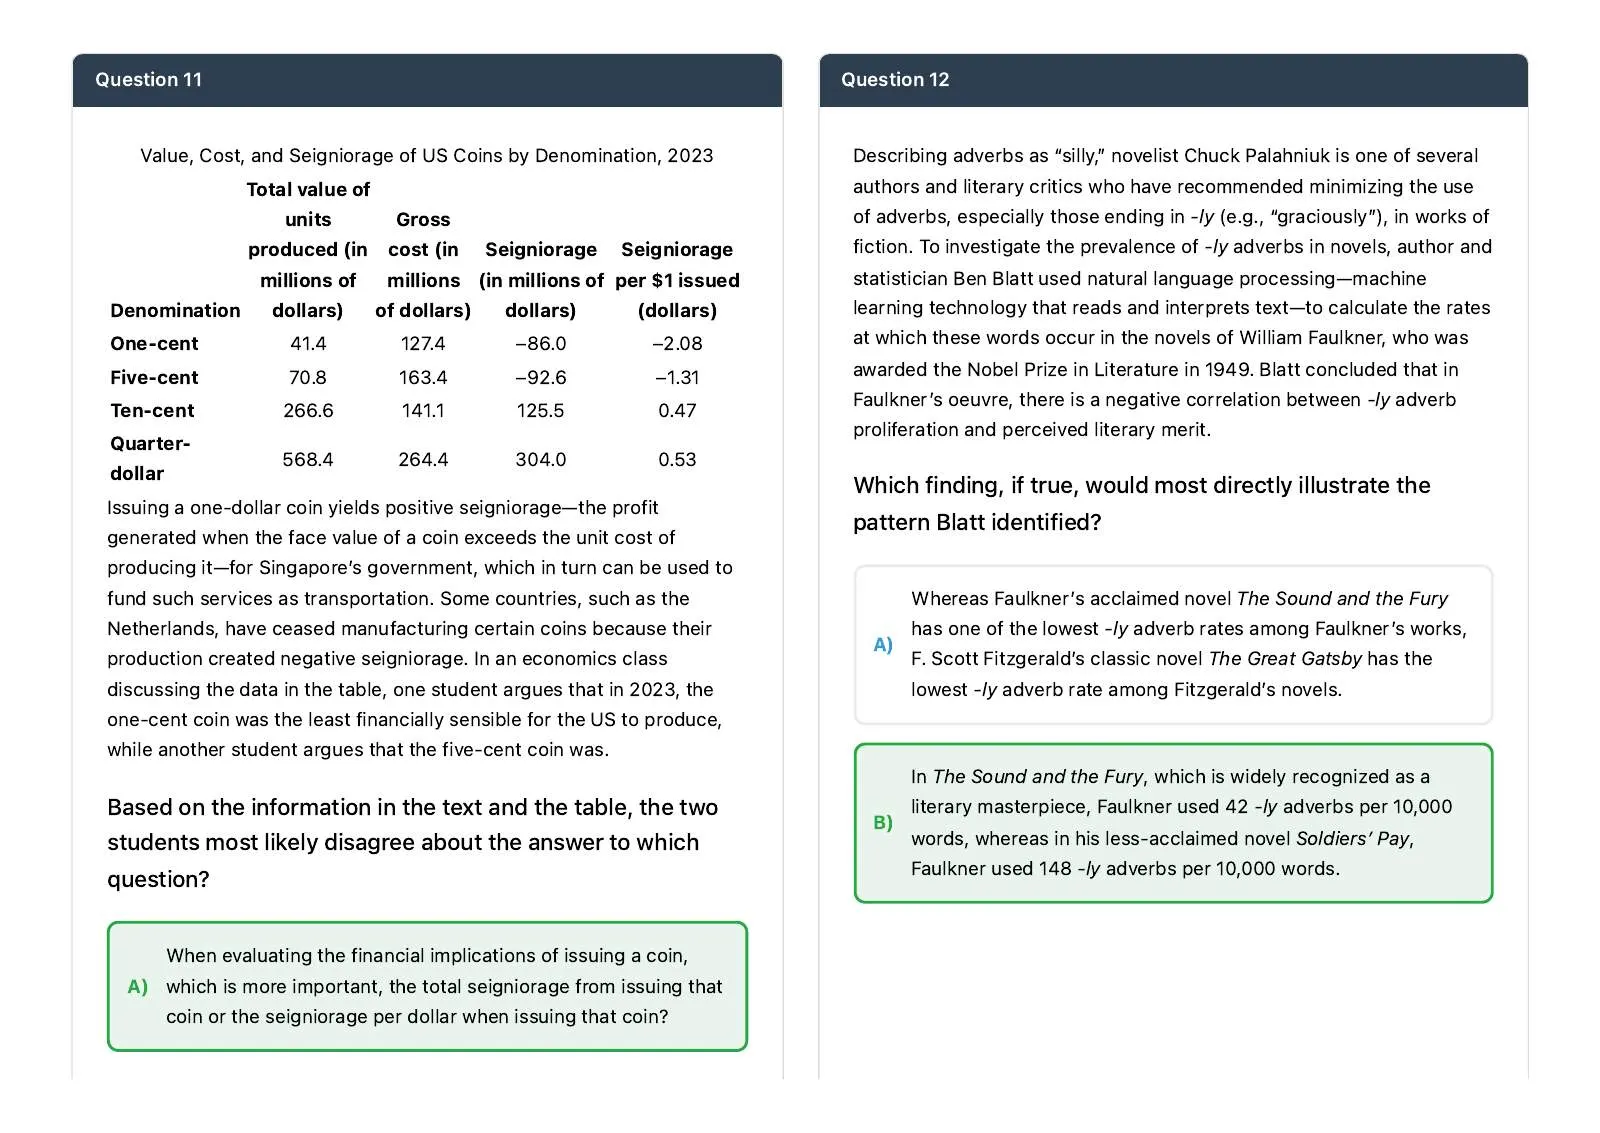 Question 11
Value, Cost, and Seigniorage of US Coins by Denomination, 2023
Total value of
units Gross
produced (in cost (in Seigniorage Seigniorage
millions of millions (in millions of per $1 issued
Denomination dollars) of dollars) dollars) (dollars)
One-cent 41.4 127.4 –86.0 –2.08
Five-cent 70.8 163.4 –92.6 –1.31
Ten-cent 266.6 141.1 125.5 0.47
Quarter-
dollar 568.4 264.4 304.0 0.53
Issuing a one-dollar coin yields positive seigniorage—the profit
generated when the face value of a coin exceeds the unit cost of
producing it—for Singapore’s government, which in turn can be used to
fund such services as transportation. Some countries, such as the
Netherlands, have ceased manufacturing certain coins because their
production created negative seigniorage. In an economics class
discussing the data in the table, one student argues that in 2023, the
one-cent coin was the least financially sensible for the US to produce,
while another student argues that the five-cent coin was.
Based on the information in the text and the table, the two
students most likely disagree about the answer to which
question?
When evaluating the financial implications of issuing a coin,
A) which is more important, the total seigniorage from issuing that
coin or the seigniorage per dollar when issuing that coin?
Question 12
Describing adverbs as “silly,” novelist Chuck Palahniuk is one of several
authors and literary critics who have recommended minimizing the use
of adverbs, especially those ending in -ly (e.g., “graciously”), in works of
fiction. To investigate the prevalence of -ly adverbs in novels, author and
statistician Ben Blatt used natural language processing—machine
learning technology that reads and interprets text—to calculate the rates
at which these words occur in the novels of William Faulkner, who was
awarded the Nobel Prize in Literature in 1949. Blatt concluded that in
Faulkner’s oeuvre, there is a negative correlation between -ly adverb
proliferation and perceived literary merit.
Which finding, if true, would most directly illustrate the
pattern Blatt identified?
Whereas Faulkner’s acclaimed novel The Sound and the Fury
has one of the lowest -ly adverb rates among Faulkner’s works,
A) F. Scott Fitzgerald’s classic novel The Great Gatsby has the
lowest -ly adverb rate among Fitzgerald’s novels.
In The Sound and the Fury, which is widely recognized as a
literary masterpiece, Faulkner used 42 -ly adverbs per 10,000
B) words, whereas in his less-acclaimed novel Soldiers’ Pay,
Faulkner used 148 -ly adverbs per 10,000 words.